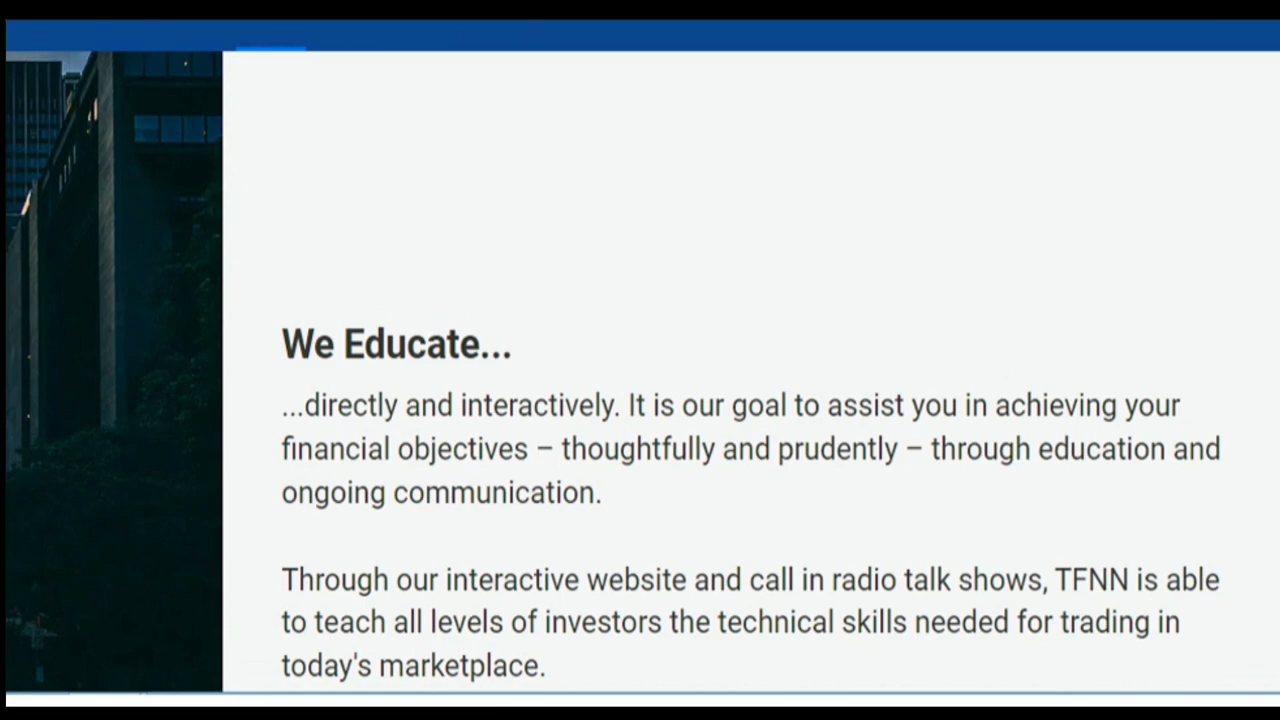 We Educate...
...directly and interactively. It is our goal to assist you in achieving your
financial objectives – thoughtfully and prudently – through education and
ongoing communication.
Through our interactive website and call in radio talk shows, TFNN is able
to teach all levels of investors the technical skills needed for trading in
today's marketplace.